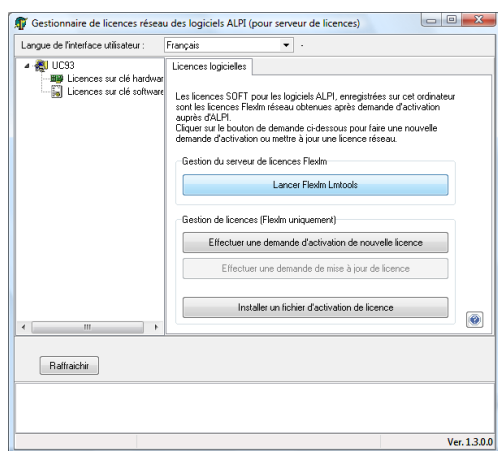 Gestionnaire de licences réseau des logiciels ALPI (pour serveur de licences)
Langue de l'interface utilisateur :
Français
-
UC93
Licences sur clé hardwar
Licences sur clé software
Licences logicielles
Les licences SOFT pour les logiciels ALPI, enregistrées sur cet ordinateur
sont les licences Flexlm réseau obtenues après demande d'activation
auprès d'ALPI.
Cliquer sur le bouton de demande ci-dessous pour faire une nouvelle
demande d'activation ou mettre à jour une licence réseau.
Gestion du serveur de licences Flexlm
Lancer Flexlm Lmtools
Gestion de licences (Flexlm uniquement)
Effectuer une demande d'activation de nouvelle licence
Effectuer une demande de mise à jour de licence
Installer un fichier d'activation de licence
Raffraichir
Ver. 1.3.0.0